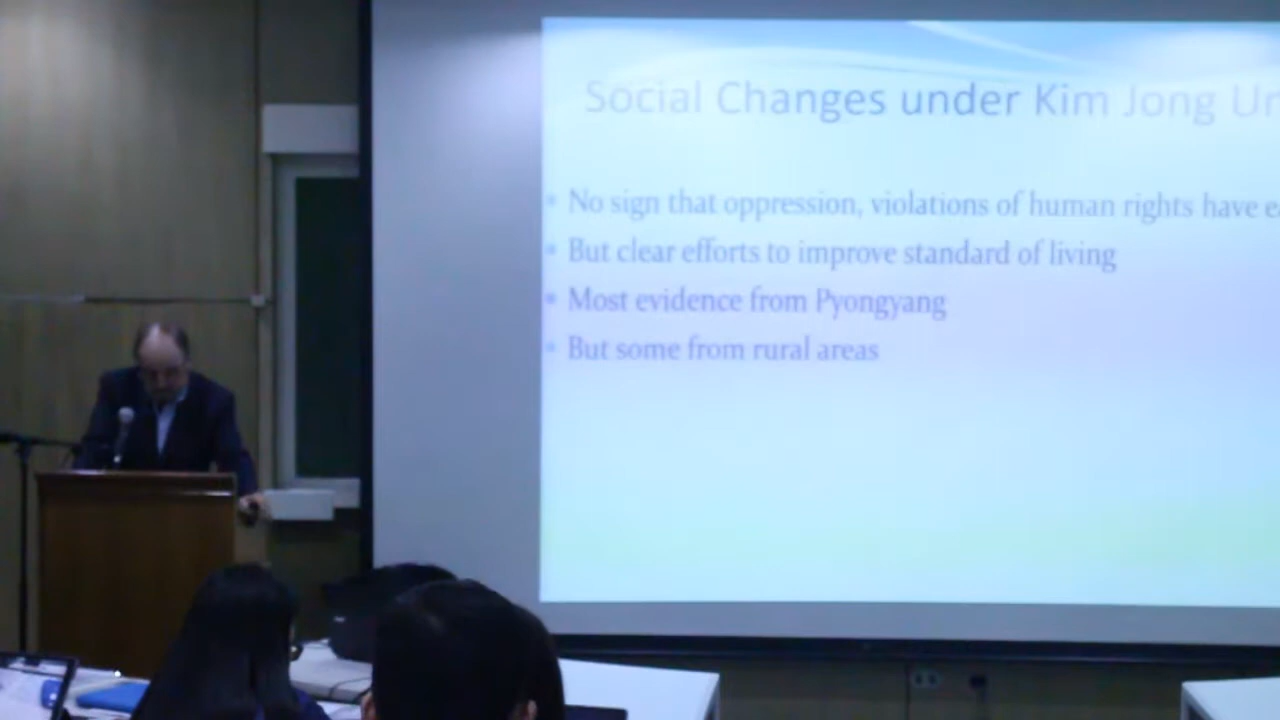 Social Changes under Kim Jong Un
• No sign that oppression, violations of human rights have
• But clear efforts to improve standard of living
• Most evidence from Pyongyang
• But some from rural areas